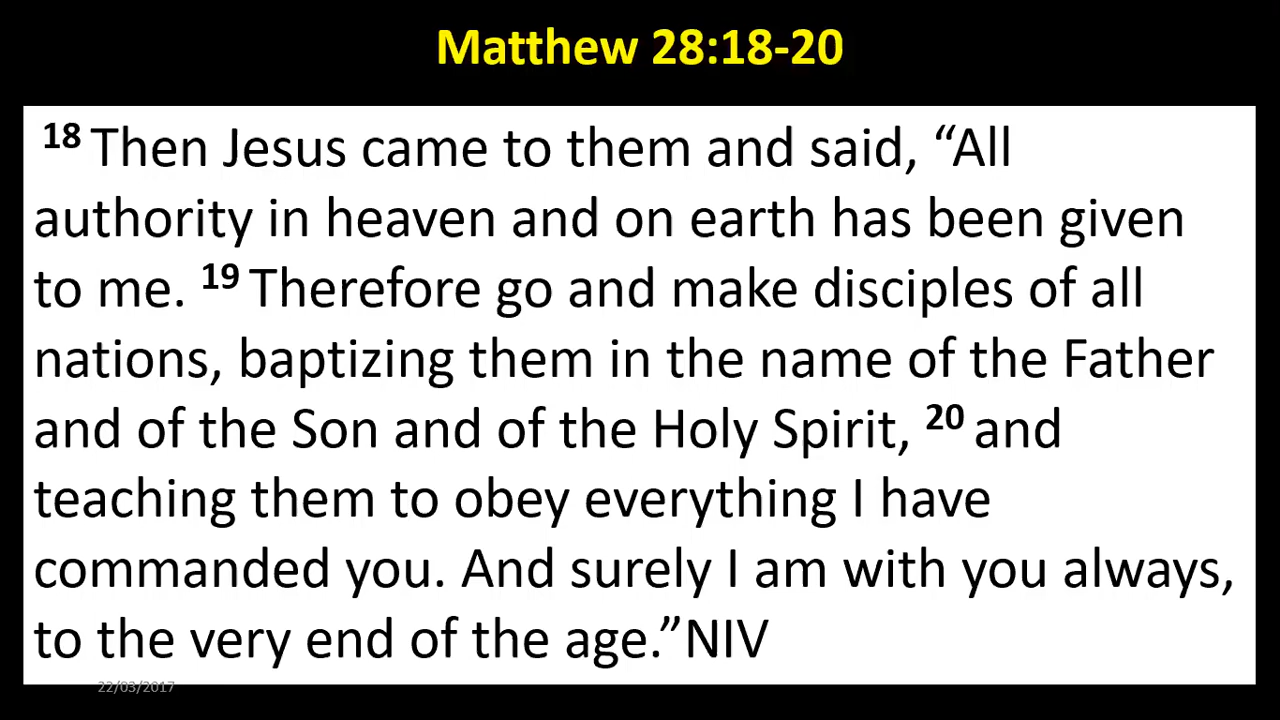 Matthew 28:18-20
18 Then Jesus came to them and said, “All
authority in heaven and on earth has been given
to me. 19 Therefore go and make disciples of all
nations, baptizing them in the name of the Father
and of the Son and of the Holy Spirit, 20 and
teaching them to obey everything I have
commanded you. And surely I am with you always,
to the very end of the age.”NIV
22/03/2017